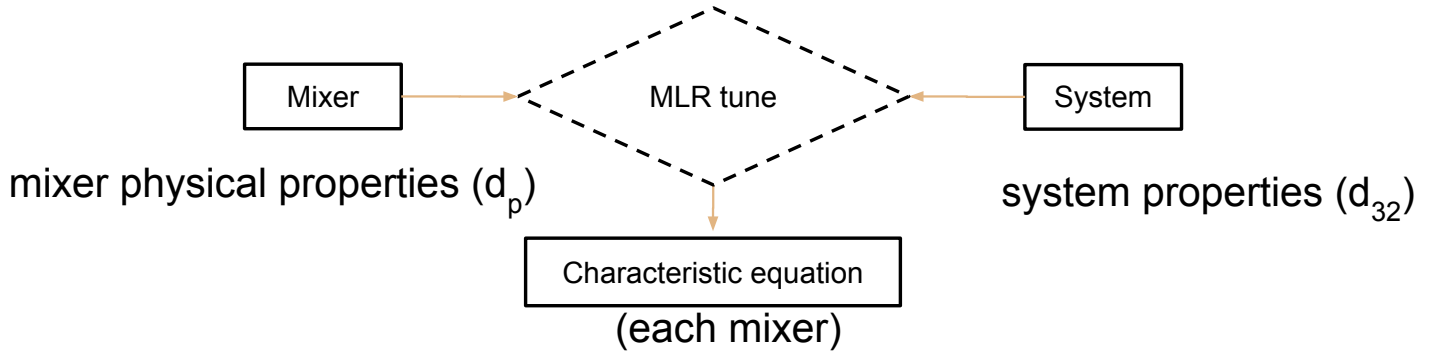 Mixer
MLR tune
System
mixer physical properties (dₚ)
system properties (d₃₂)
Characteristic equation
(each mixer)